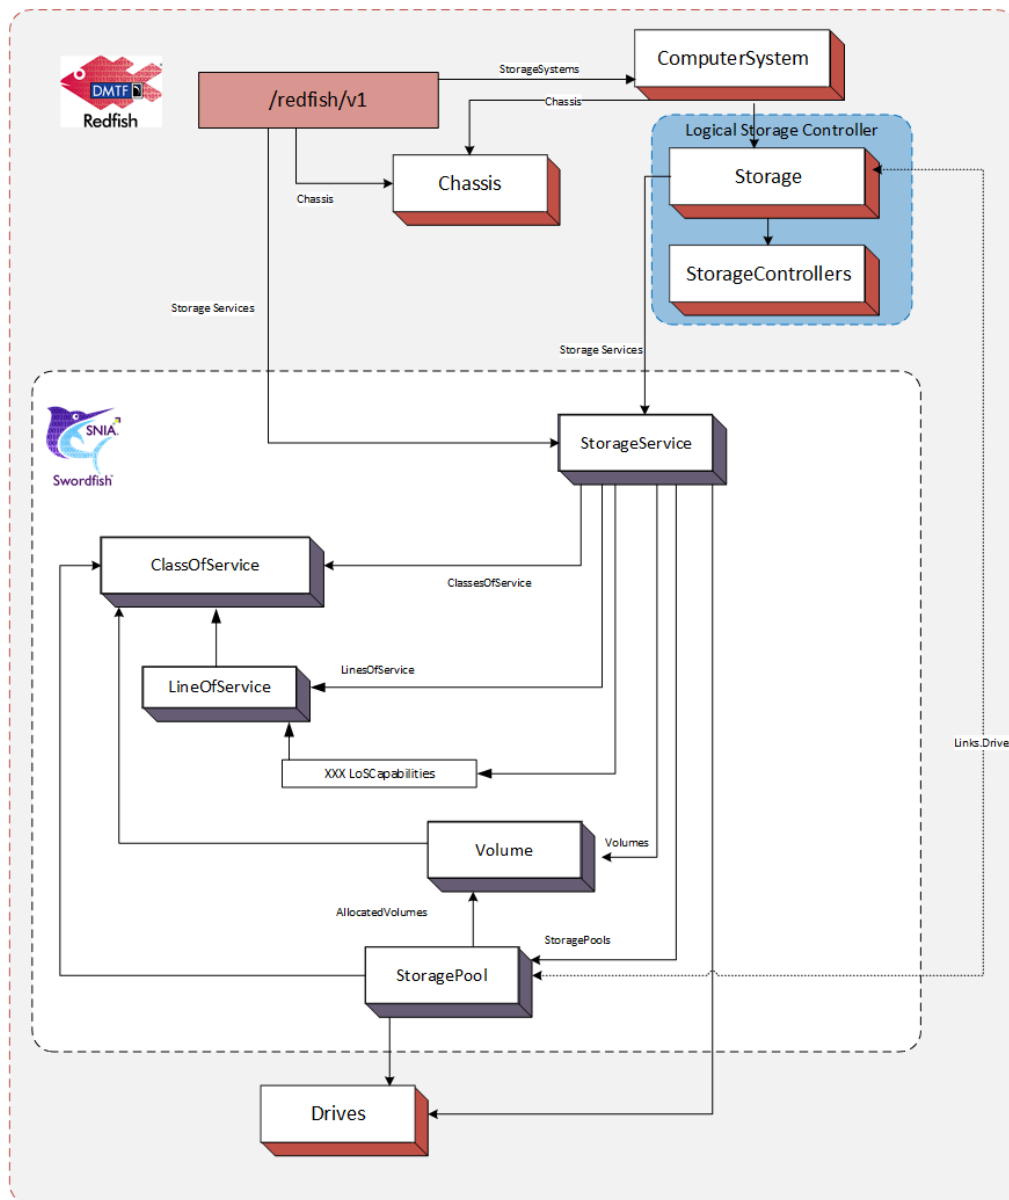 ComputerSystem
StorageSystems
DMTF
Redfish
/redfish/v1
Chassis
Logical Storage Controller
Storage
Chassis
Chassis
StorageControllers
Storage Services
Storage Services
SNIA.
Swordfish™
StorageService
ClassOfService
ClassesOfService
LinesOfService
LineOfService
XXX LoSCapabilities
Links.Drive
Volume
Volumes
AllocatedVolumes
StoragePools
StoragePool
Drives